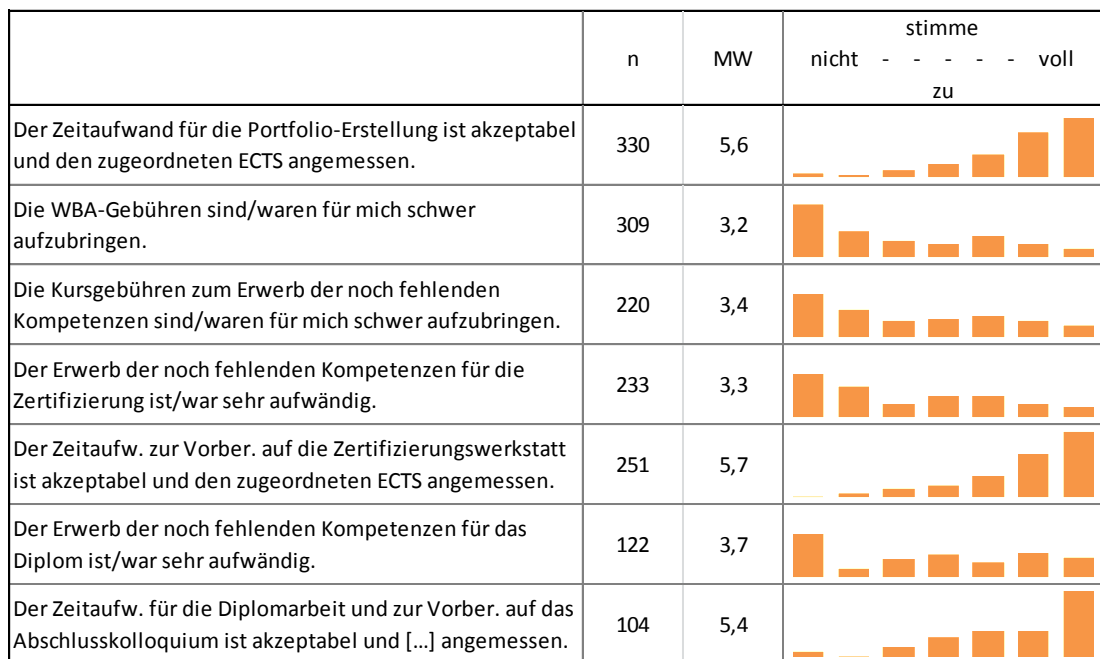 stimme
n MW nicht - - - - - voll
zu
Der Zeitaufwand für die Portfolio-Erstellung ist akzeptabel
und den zugeordneten ECTS angemessen.
330 5,6
Die WBA-Gebühren sind/waren für mich schwer
aufzubringen.
309 3,2
Die Kursgebühren zum Erwerb der noch fehlenden
Kompetenzen sind/waren für mich schwer aufzubringen.
220 3,4
Der Erwerb der noch fehlenden Kompetenzen für die
Zertifizierung ist/war sehr aufwändig.
233 3,3
Der Zeitaufw. zur Vorber. auf die Zertifizierungswerkstatt
ist akzeptabel und den zugeordneten ECTS angemessen.
251 5,7
Der Erwerb der noch fehlenden Kompetenzen für das
Diplom ist/war sehr aufwändig.
122 3,7
Der Zeitaufw. für die Diplomarbeit und zur Vorber. auf das
Abschlusskolloquium ist akzeptabel und [...] angemessen.
104 5,4